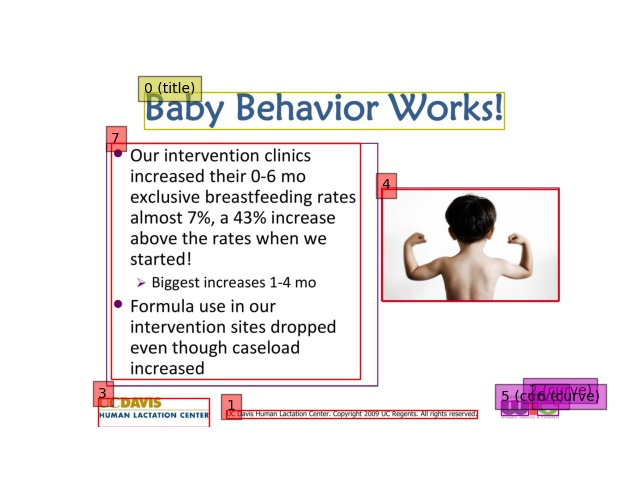 0 (title)
Baby Behavior Works!
7
Our intervention clinics
increased their 0-6 mo
exclusive breastfeeding rates
almost 7%, a 43% increase
above the rates when we
started!
Biggest increases 1-4 mo
Formula use in our
intervention sites dropped
even though caseload
increased
4
3
UC DAVIS
HUMAN LACTATION CENTER
1
UC Davis Human Lactation Center. Copyright 2009 UC Regents. All rights reserved.
(curve)
5
6 (curve)